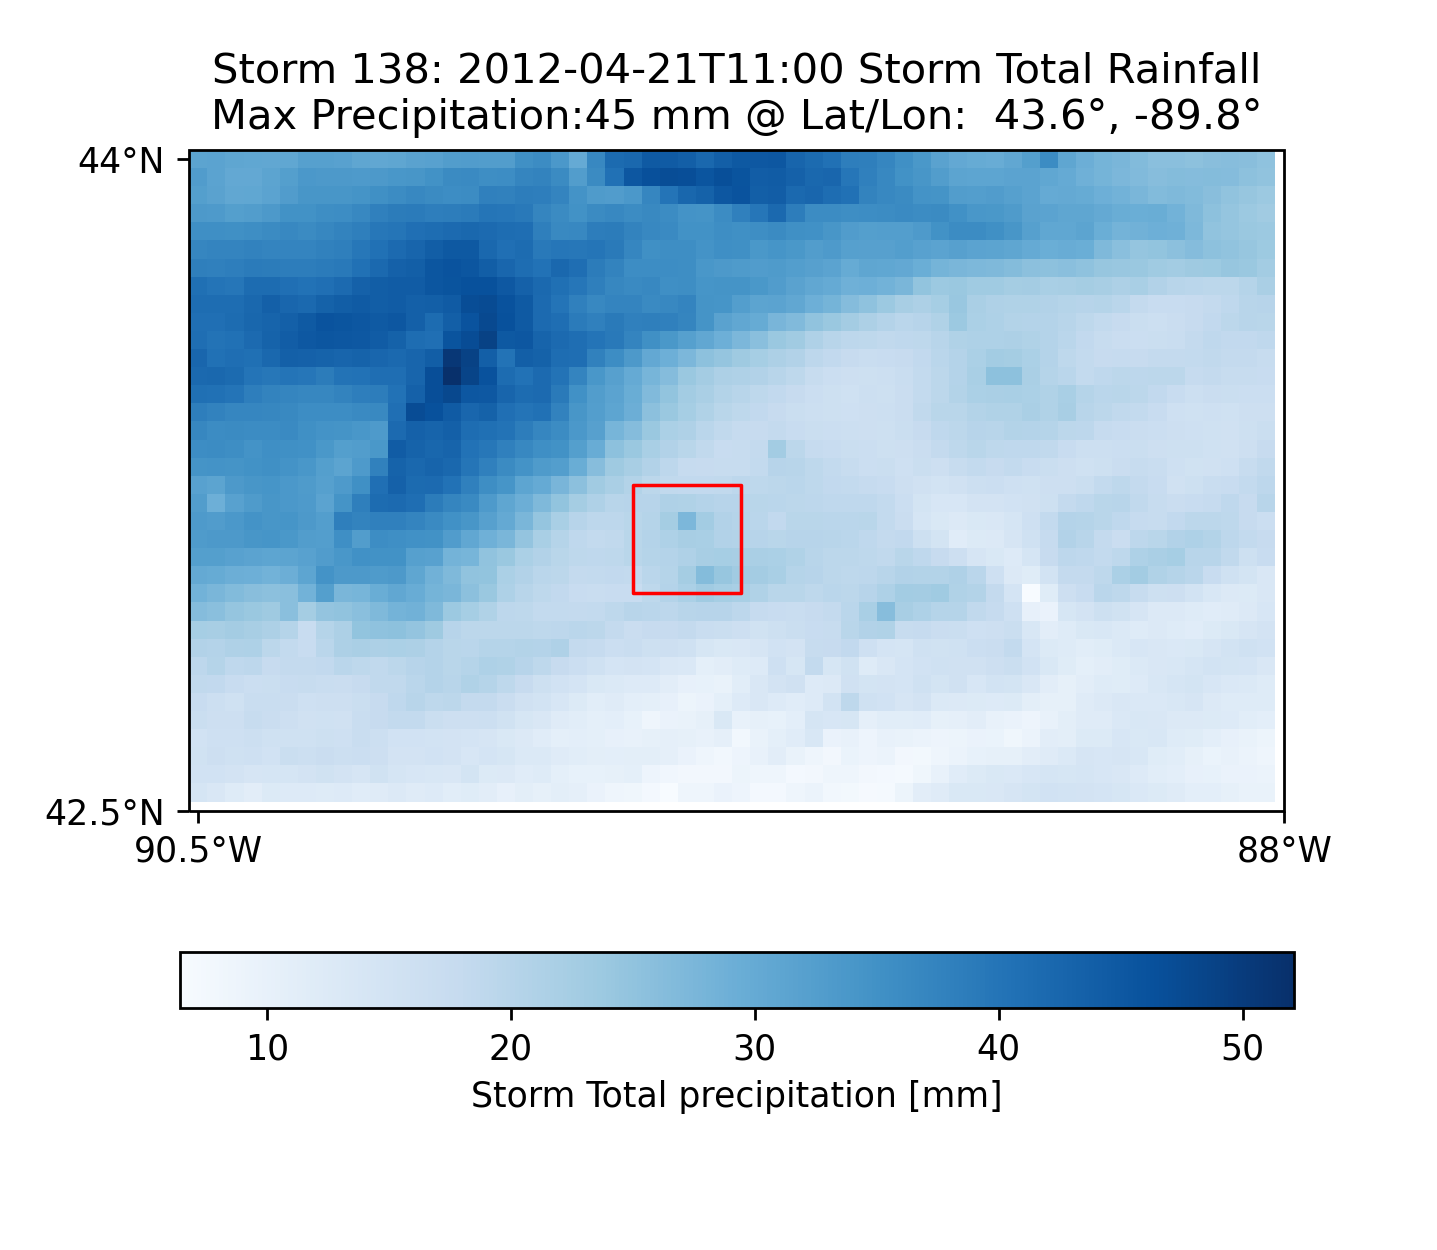 Storm 138: 2012-04-21T11:00 Storm Total Rainfall
Max Precipitation:45 mm @ Lat/Lon:  43.6°, -89.8°
44°N
42.5°N
90.5°W 88°W
10 20 30 40 50
Storm Total precipitation [mm]